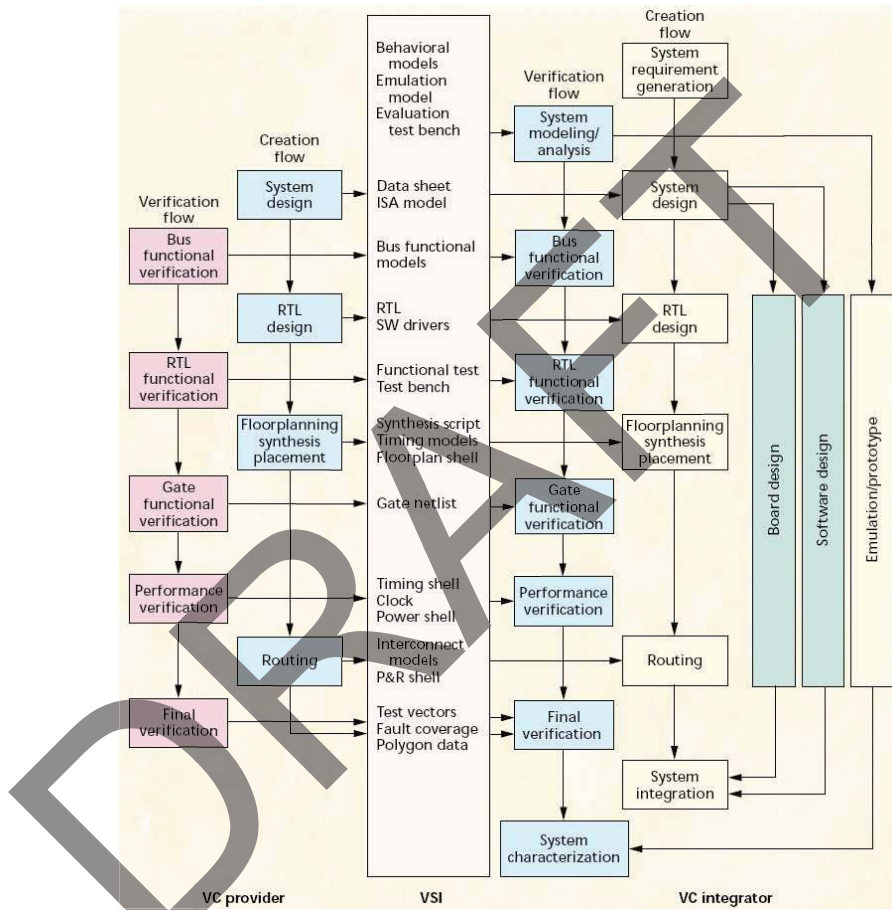 Creation
flow
System
requirement
generation
Verification
flow
System
modeling/
analysis
System
design
Bus
functional
verification
RTL
design
RTL
functional
verification
Floorplanning
synthesis
placement
Gate
functional
verification
Performance
verification
Routing
Final
verification
System
integration
System
characterization
Board design
Software design
Emulation/prototype
VC integrator
Behavioral
models
Emulation
model
Evaluation
test bench
Data sheet
ISA model
Bus functional
models
RTL
SW drivers
Functional test
Test bench
Synthesis script
Timing models
Floorplan shell
Gate netlist
Timing shell
Clock
Power shell
Interconnect
models
P&R shell
Test vectors
Fault coverage
Polygon data
VSI
Creation
flow
System
design
Verification
flow
Bus
functional
verification
RTL
design
RTL
functional
verification
Floorplanning
synthesis
placement
Gate
functional
verification
Performance
verification
Routing
Final
verification
VC provider
DRAFT